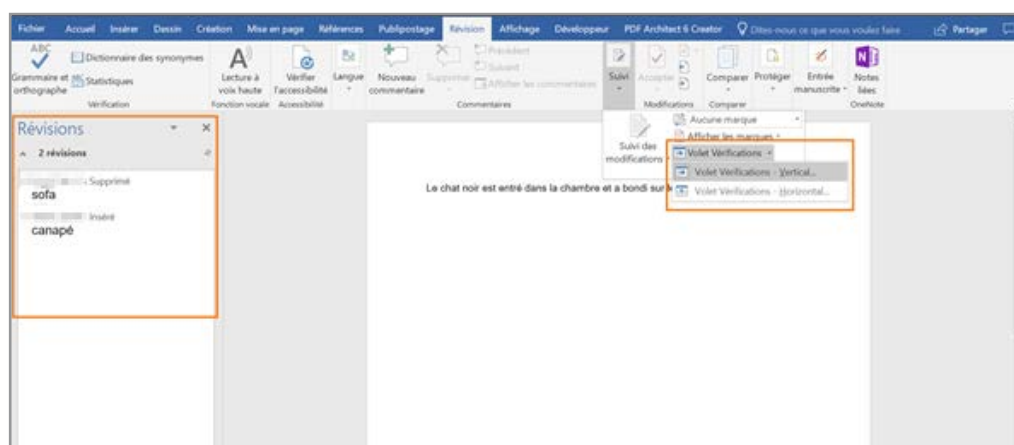 Fichier Accueil Insérer Dessin Création Mise en page Références Publipostage Révision Affichage Développeur PDF Architect 6 Creator Dites-nous ce que vous voulez faire Partager
ABC
Grammaire et orthographe
Dictionnaire des synonymes
Statistiques
Vérification
Lecture à voix haute
Fonction vocale
Vérifier l'accessibilité
Accessibilité
Langue
Nouveau commentaire
Supprimer
Précédent
Suivant
Afficher les commentaires
Commentaires
Suivi
Accepter
Modifications
Comparer
Comparer
Protéger
Entrée manuscrite
Notes liées
OneNote
Suivi des modifications
Aucune marque
Afficher les marques
Volet Vérifications
Volet Vérifications - Vertical...
Volet Vérifications - Horizontal...
Révisions
2 révisions
Supprimé
sofa
Inséré
canapé
Le chat noir est entré dans la chambre et a bondi sur